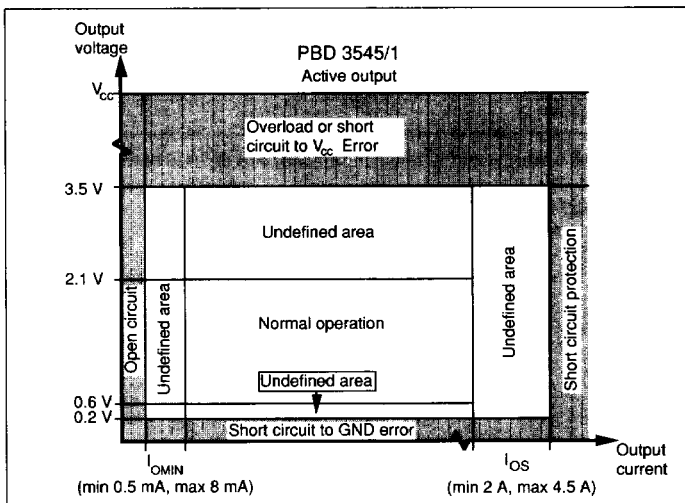 Output
voltage
PBD 3545/1
Active output
VCC
Overload or short
circuit to VCC Error
3.5 V
Undefined area
2.1 V
Open circuit
Undefined area
Normal operation
Undefined area
Short circuit protection
Undefined area
0.6 V
0.2 V
Short circuit to GND error
Output
current
IOMIN
(min 0.5 mA, max 8 mA)
iOS
(min 2 A, max 4.5 A)